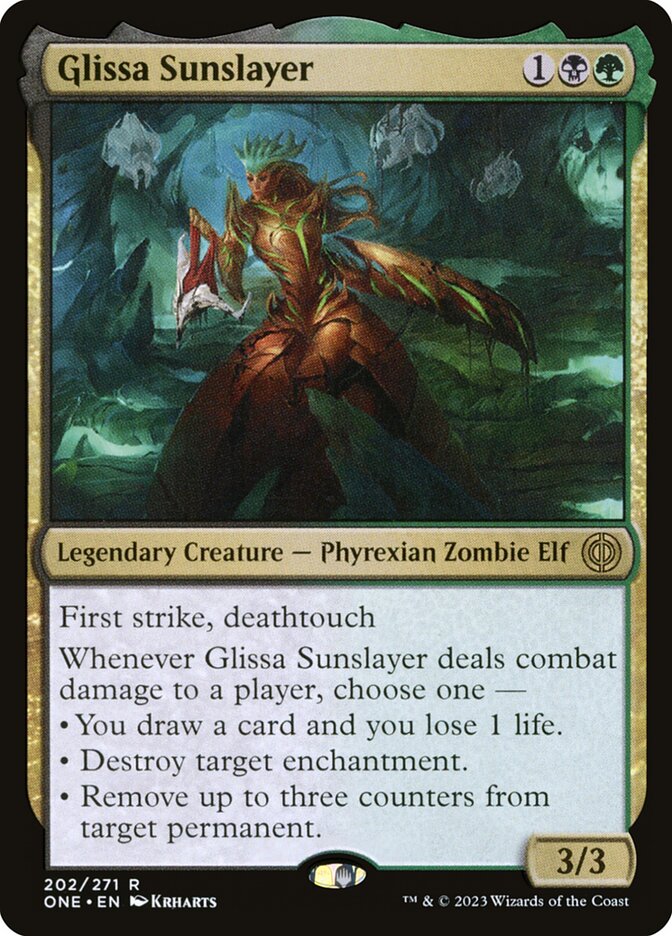 Glissa Sunslayer 1
Legendary Creature — Phyrexian Zombie Elf
First strike, deathtouch
Whenever Glissa Sunslayer deals combat
damage to a player, choose one —
• You draw a card and you lose 1 life.
• Destroy target enchantment.
• Remove up to three counters from
target permanent.
3/3
202/271 R
ONE • EN KRHARTS
™ & © 2023 Wizards of the Coast